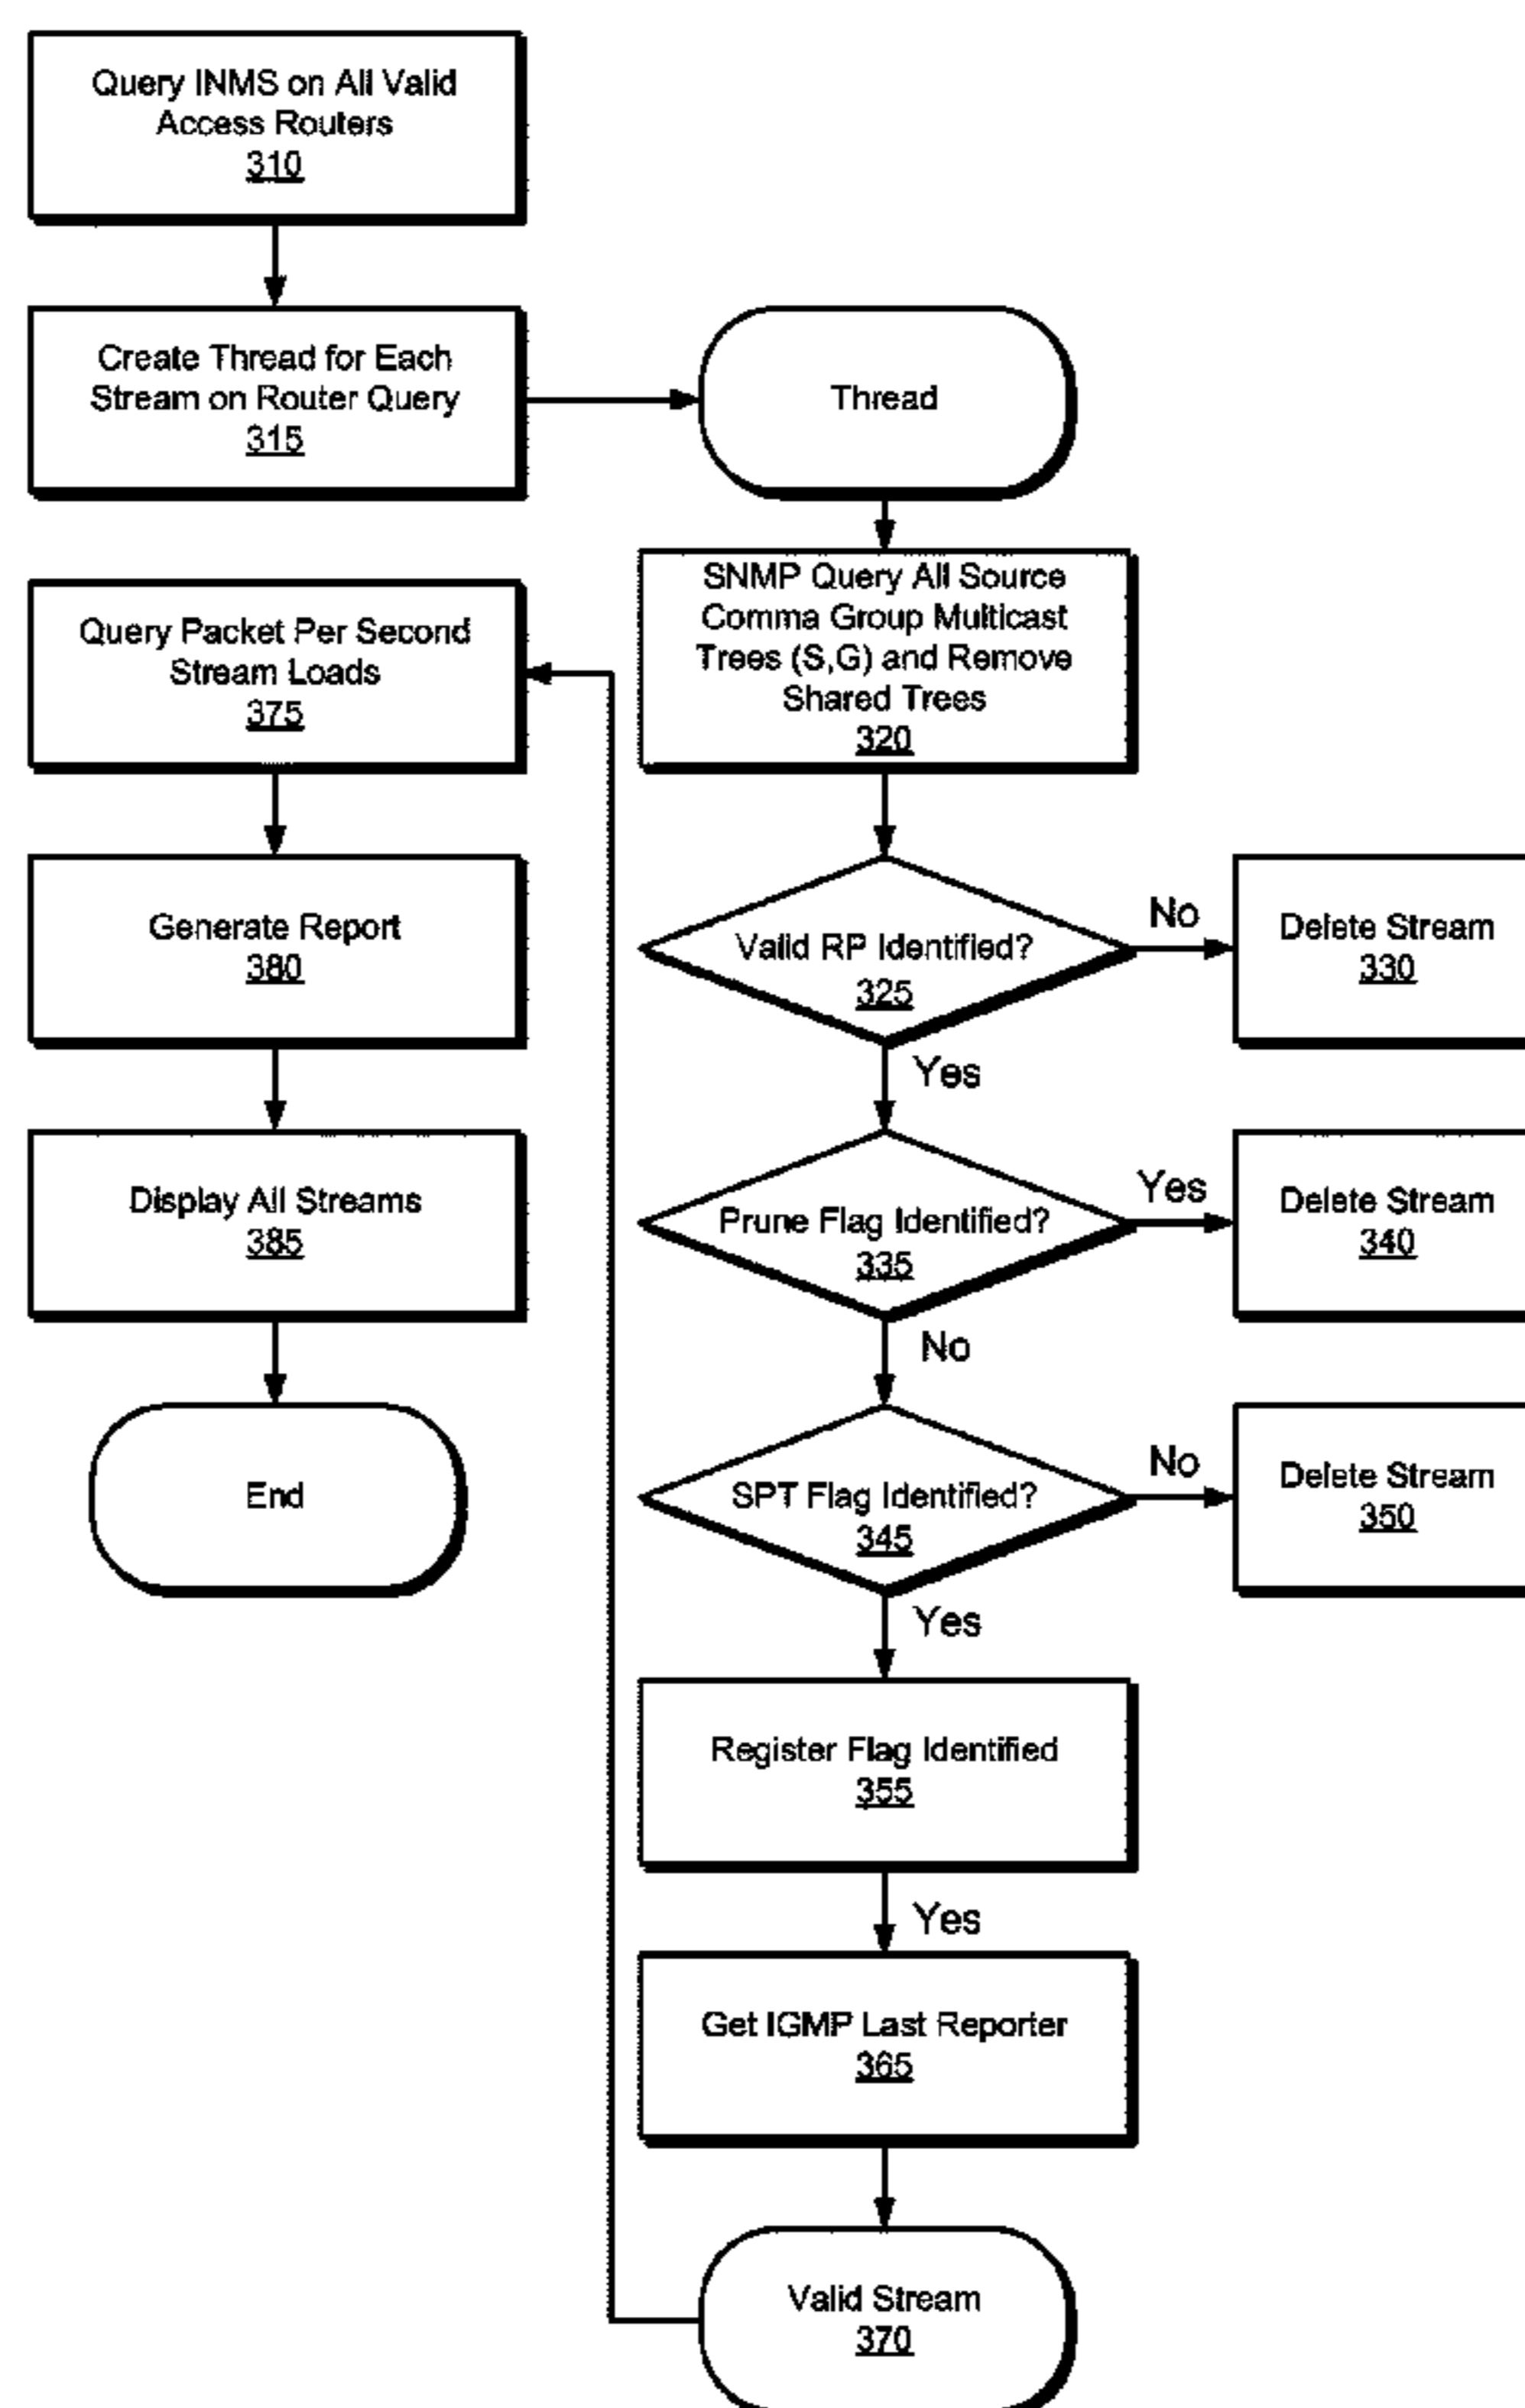 Query INMS on All Valid
Access Routers
310
Create Thread for Each
Stream on Router Query
315
Thread
SNMP Query All Source
Comma Group Multicast
Trees (S,G) and Remove
Shared Trees
320
Valid RP Identified?
325
No
Delete Stream
330
Yes
Prune Flag Identified?
335
Yes
Delete Stream
340
No
SPT Flag Identified?
345
No
Delete Stream
350
Yes
Register Flag Identified
355
Yes
Get IGMP Last Reporter
365
Valid Stream
370
Query Packet Per Second
Stream Loads
375
Generate Report
380
Display All Streams
385
End